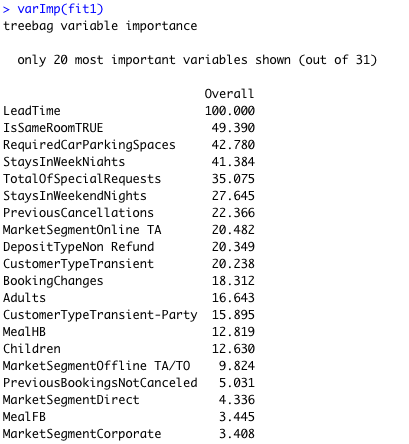 > varImp(fit1)
treebag variable importance
only 20 most important variables shown (out of 31)
Overall
LeadTime 100.000
IsSameRoomTRUE 49.390
RequiredCarParkingSpaces 42.780
StaysInWeekNiahts 41.384
TotalOfSpecialRequests 35.075
StaysInWeekendNights 27.645
PreviousCancellations 22.366
MarketSegmentOnline TA 20.482
DepositTypeNon Refund 20.349
CustomerTypeTransient 20.238
BookingChanges 18.312
Adults 16.643
CustomerTypeTransient-Party 15.895
MealHB 12.819
Children 12.630
MarketSegmentOffline TA/TO 9.824
PreviousBookingsNotCanceled 5.031
MarketSegmentDirect 4.336
MealFB 3.445
MarketSegmentCorporate 3.408